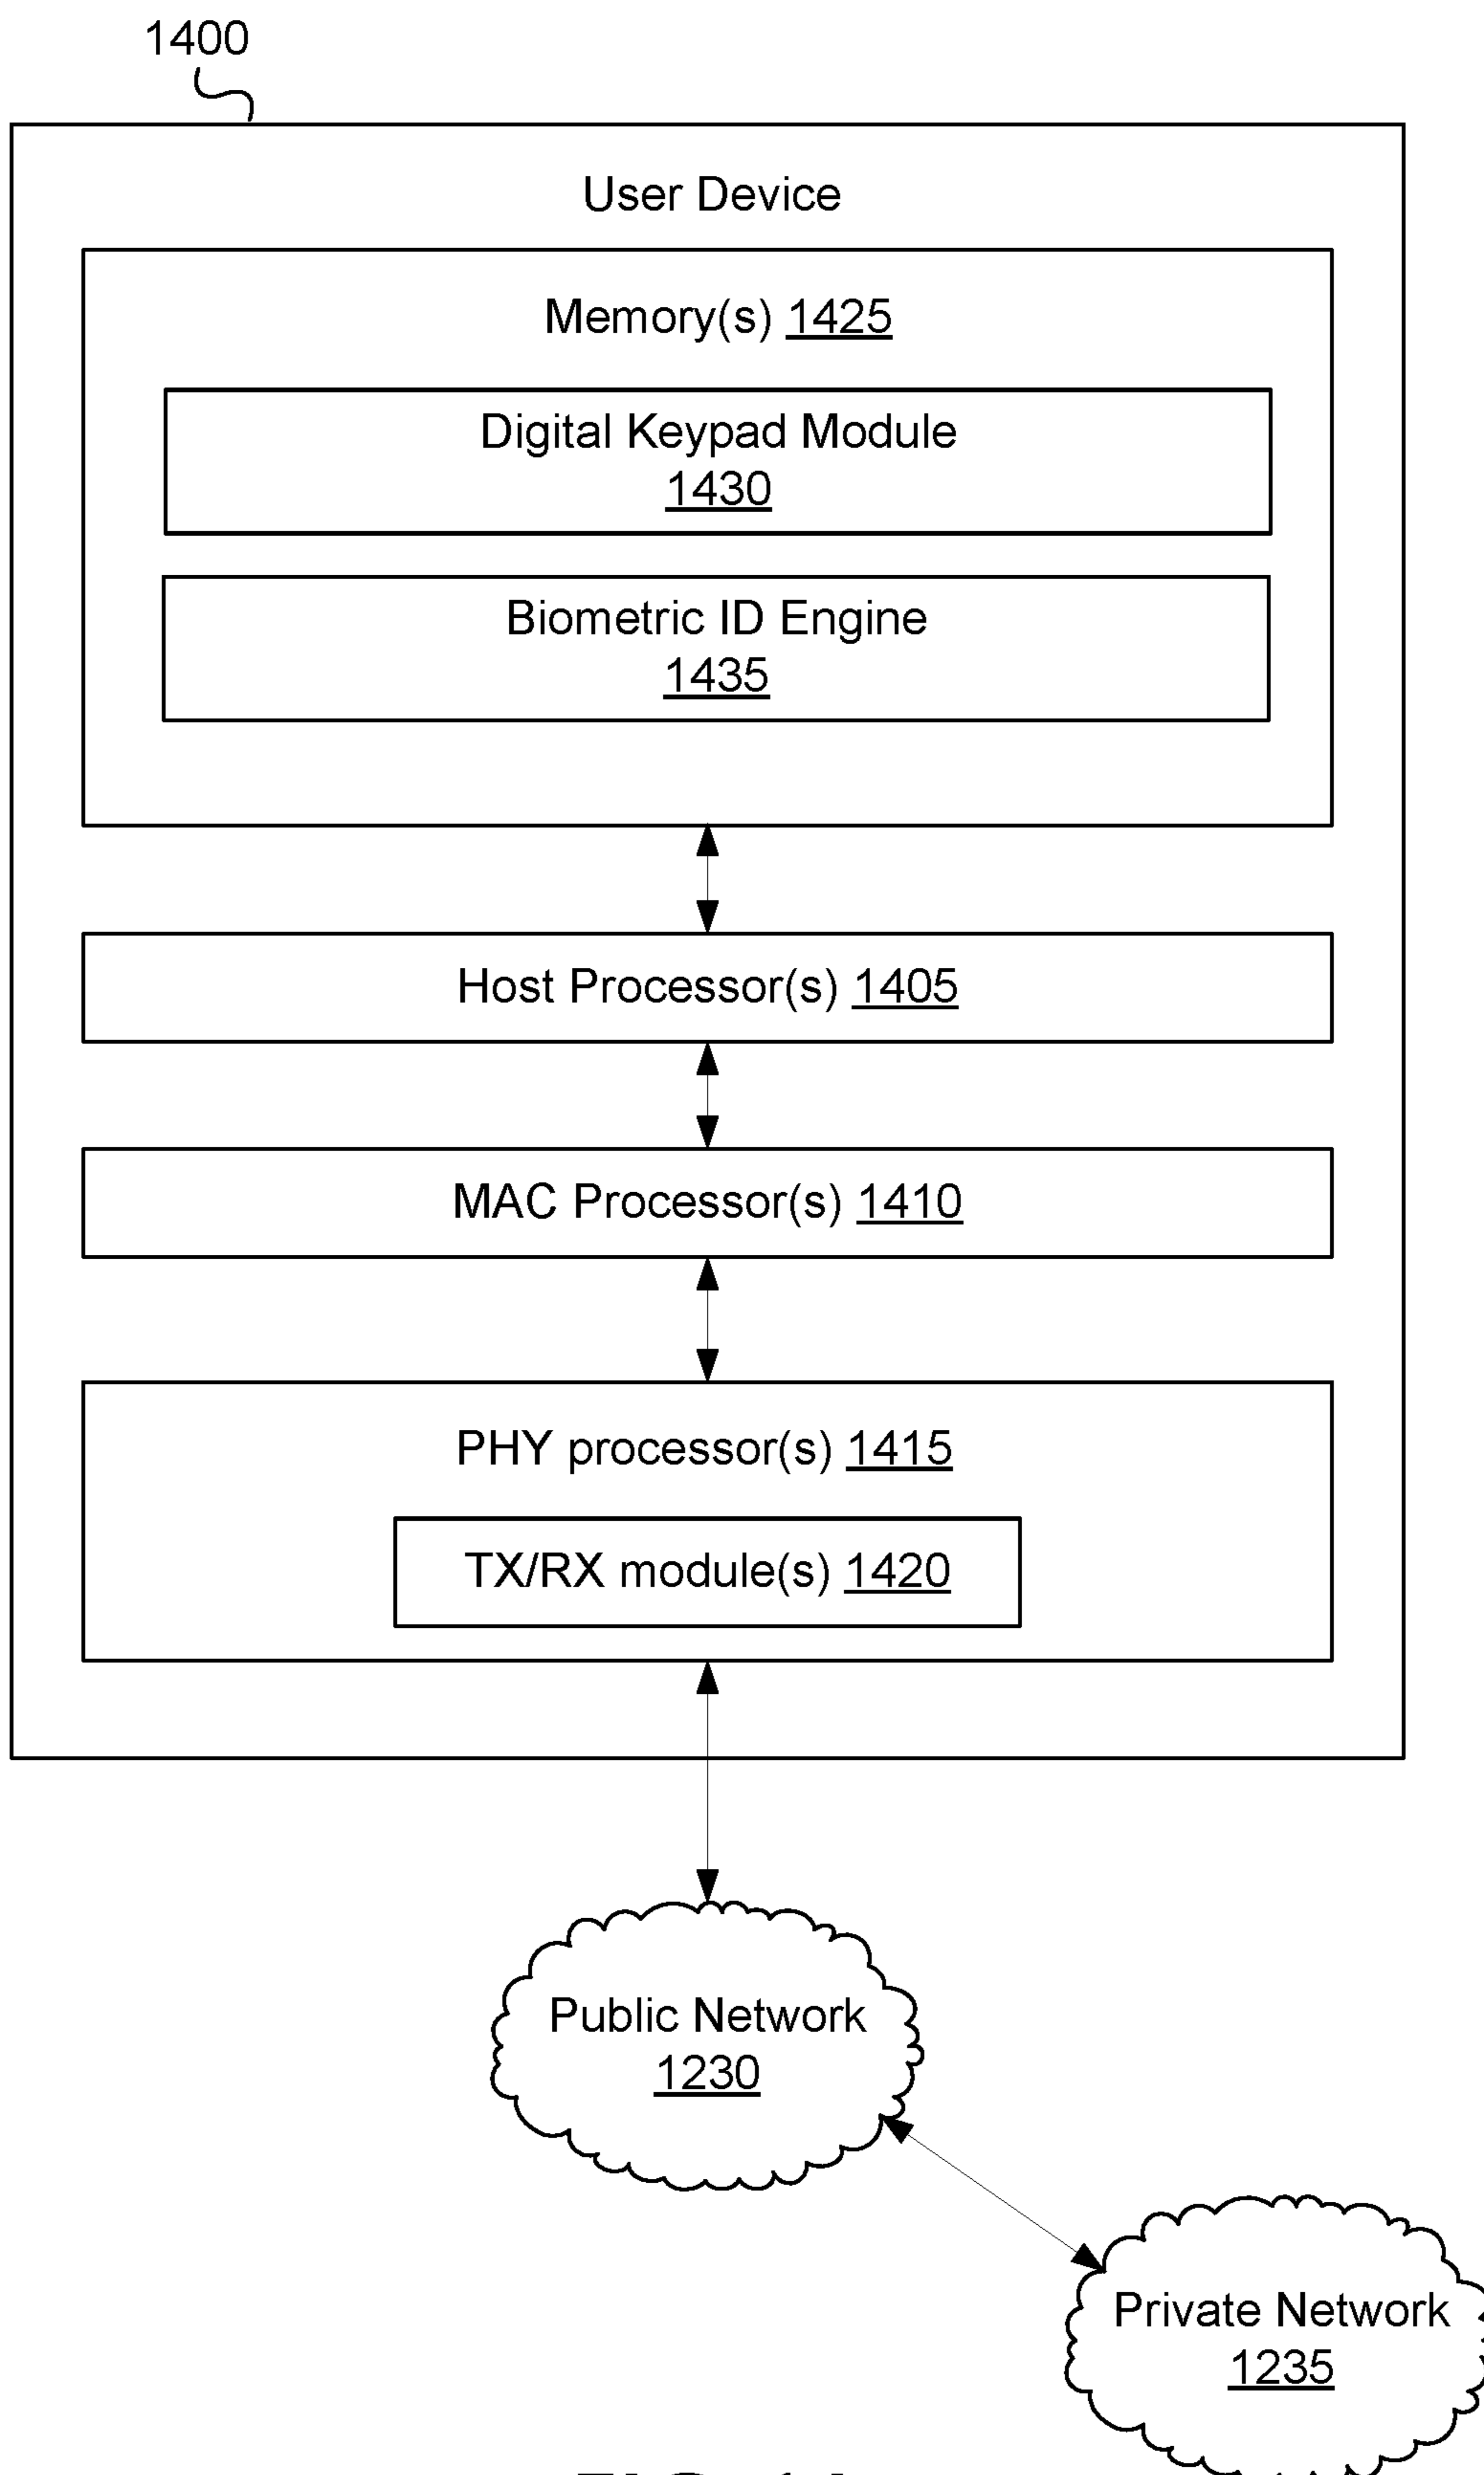 1400
User Device
Memory(s) 1425
Digital Keypad Module
1430
Biometric ID Engine
1435
Host Processor(s) 1405
MAC Processor(s) 1410
PHY processor(s) 1415
TX/RX module(s) 1420
Public Network
1230
Private Network
1235